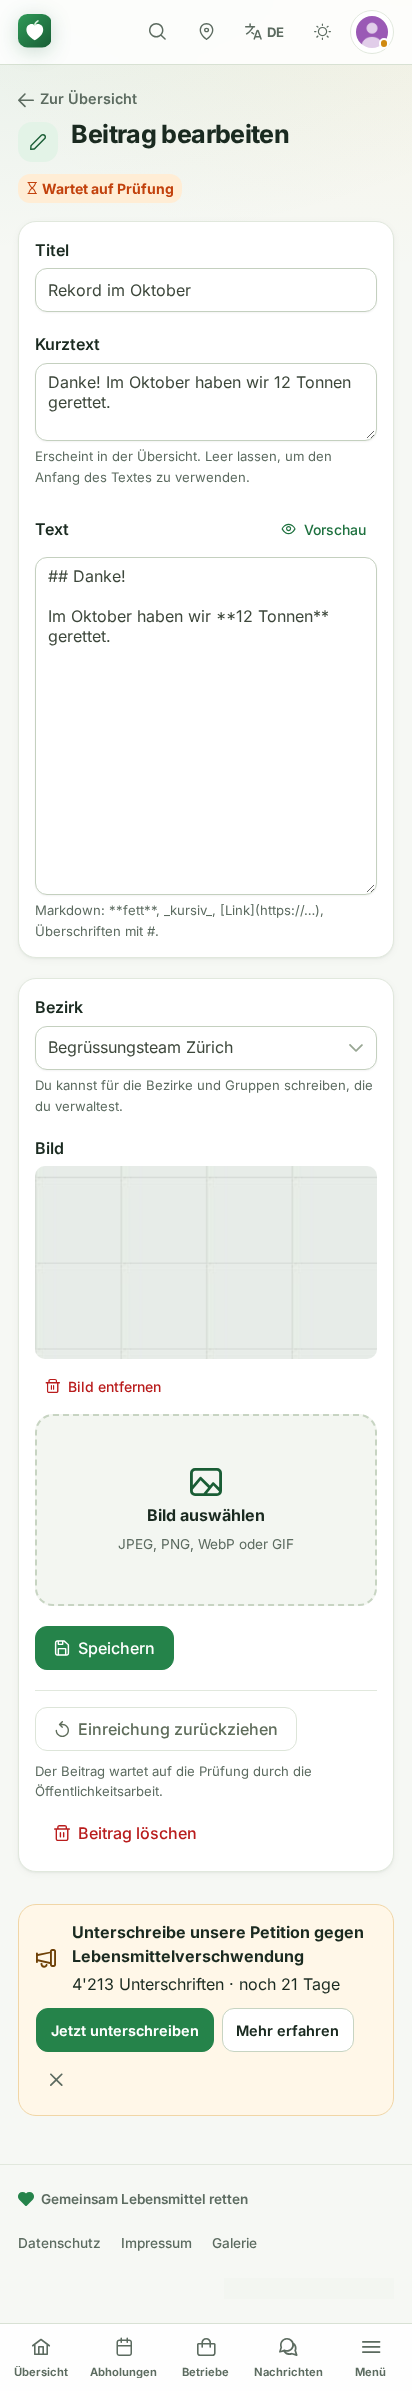 DE
Zur Übersicht
Beitrag bearbeiten
Wartet auf Prüfung
Titel
Rekord im Oktober
Kurztext
Danke! Im Oktober haben wir 12 Tonnen
gerettet.
Erscheint in der Übersicht. Leer lassen, um den
Anfang des Textes zu verwenden.
Text
Vorschau
## Danke!
Im Oktober haben wir **12 Tonnen**
gerettet.
Markdown: **fett**, _kursiv_, [Link](https://…),
Überschriften mit #.
Bezirk
Begrüssungsteam Zürich
Du kannst für die Bezirke und Gruppen schreiben, die
du verwaltest.
Bild
Bild entfernen
Bild auswählen
JPEG, PNG, WebP oder GIF
Speichern
Einreichung zurückziehen
Der Beitrag wartet auf die Prüfung durch die
Öffentlichkeitsarbeit.
Beitrag löschen
Unterschreibe unsere Petition gegen
Lebensmittelverschwendung
4'213 Unterschriften · noch 21 Tage
Jetzt unterschreiben
Mehr erfahren
Gemeinsam Lebensmittel retten
Datenschutz
Impressum
Galerie
Übersicht
Abholungen
Betriebe
Nachrichten
Menü